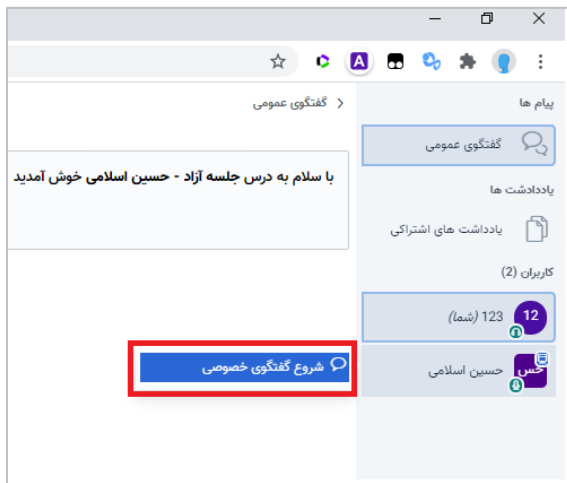 پیام ها
گفتگوی عمومی
یاددادشت ها
یادداشت های اشتراکی
کاربران (2)
12
123 (شما)
حس
حسین اسلامی
گفتگوی عمومی
با سلام به درس جلسه آزاد - حسین اسلامی خوش آمدید
شروع گفتگوی خصوصی